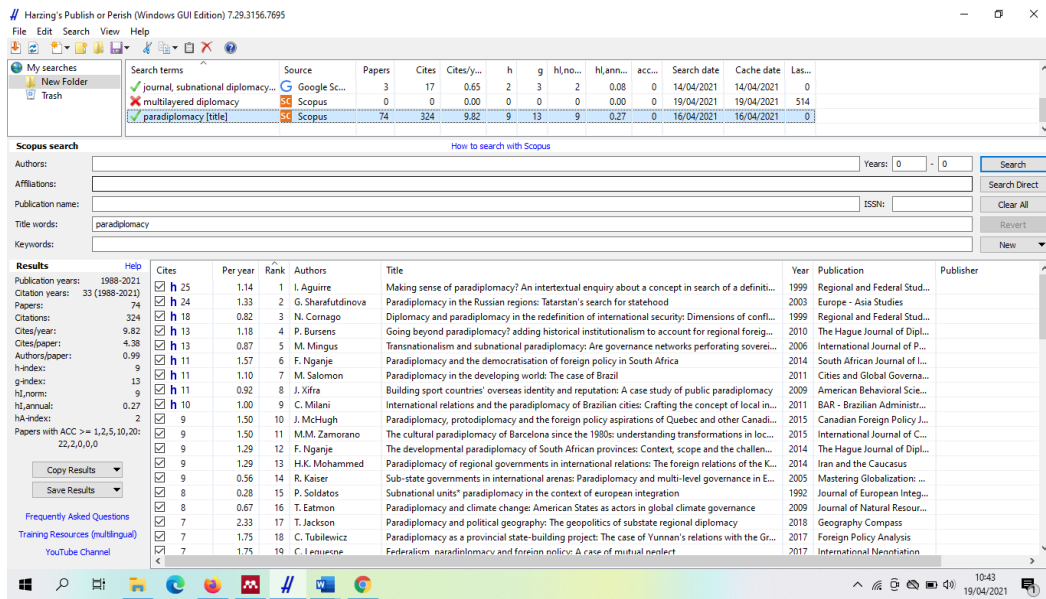 Harzing's Publish or Perish (Windows GUI Edition) 7.29.3156.7695
File Edit Search View Help
My searches
New Folder
Trash
Search terms Source Papers Cites Cites/y... h g hI,no... hI,ann... acc... Search date Cache date Las...
journal, subnational diplomacy... Google Sc... 3 17 0.65 2 3 2 0.08 0 14/04/2021 14/04/2021 0
multilayered diplomacy SC Scopus 0 0 0.00 0 0 0 0.00 0 19/04/2021 19/04/2021 514
paradiplomacy [title] SC Scopus 74 324 9.82 9 13 9 0.27 0 16/04/2021 16/04/2021 0
Scopus search How to search with Scopus
Authors: Years: 0 - 0 Search
Affiliations: Search Direct
Publication name: ISSN: Clear All
Title words: paradiplomacy Revert
Keywords: New
Results Help
Publication years: 1988-2021
Citation years: 33 (1988-2021)
Papers: 74
Citations: 324
Cites/year: 9.82
Cites/paper: 4.38
Authors/paper: 0.99
h-index: 9
g-index: 13
hI,norm: 9
hI,annual: 0.27
hA-index: 2
Papers with ACC >= 1,2,5,10,20:
22,2,0,0,0
Copy Results
Save Results
Frequently Asked Questions
Training Resources (multilingual)
YouTube Channel
Cites Per year Rank Authors Title Year Publication Publisher
h 25 1.14 1 I. Aguirre Making sense of paradiplomacy? An intertextual enquiry about a concept in search of a definiti... 1999 Regional and Federal Stud...
h 24 1.33 2 G. Sharafutdinova Paradiplomacy in the Russian regions: Tatarstan's search for statehood 2003 Europe - Asia Studies
h 18 0.82 3 N. Cornago Diplomacy and paradiplomacy in the redefinition of international security: Dimensions of confl... 1999 Regional and Federal Stud...
h 13 1.18 4 P. Bursens Going beyond paradiplomacy? adding historical institutionalism to account for regional foreig... 2010 The Hague Journal of Dipl...
h 13 0.87 5 M. Mingus Transnationalism and subnational paradiplomacy: Are governance networks perforating soverei... 2006 International Journal of P...
h 11 1.57 6 F. Nganje Paradiplomacy and the democratisation of foreign policy in South Africa 2014 South African Journal of I...
h 11 1.10 7 M. Salomon Paradiplomacy in the developing world: The case of Brazil 2011 Cities and Global Governa...
h 11 0.92 8 J. Xifra Building sport countries' overseas identity and reputation: A case study of public paradiplomacy 2009 American Behavioral Scie...
h 10 1.00 9 C. Milani International relations and the paradiplomacy of Brazilian cities: Crafting the concept of local in... 2011 BAR - Brazilian Administr...
9 1.50 10 J. McHugh Paradiplomacy, protodiplomacy and the foreign policy aspirations of Quebec and other Canadi... 2015 Canadian Foreign Policy J...
9 1.50 11 M.M. Zamorano The cultural paradiplomacy of Barcelona since the 1980s: understanding transformations in loc... 2015 International Journal of C...
9 1.29 12 F. Nganje The developmental paradiplomacy of South African provinces: Context, scope and the challen... 2014 The Hague Journal of Dipl...
9 1.29 13 H.K. Mohammed Paradiplomacy of regional governments in international relations: The foreign relations of the K... 2014 Iran and the Caucasus
9 0.56 14 R. Kaiser Sub-state governments in international arenas: Paradiplomacy and multi-level governance in E... 2005 Mastering Globalization: ...
8 0.28 15 P. Soldatos Subnational units* paradiplomacy in the context of european integration 1992 Journal of European Integ...
8 0.67 16 T. Eatmon Paradiplomacy and climate change: American States as actors in global climate governance 2009 Journal of Natural Resour...
7 2.33 17 T. Jackson Paradiplomacy and political geography: The geopolitics of substate regional diplomacy 2018 Geography Compass
7 1.75 18 C. Tubilewicz Paradiplomacy as a provincial state-building project: The case of Yunnan's relations with the Gr... 2017 Foreign Policy Analysis
7 1.75 19 C. Lequesne Federalism, paradiplomacy and foreign policy: A case of mutual neglect 2017 International Negotiation
10:43
19/04/2021